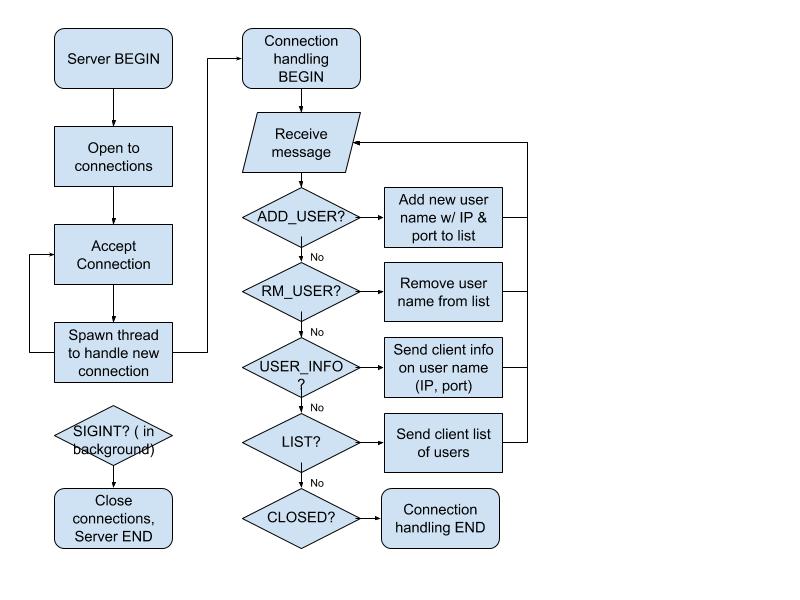 Server BEGIN
Open to
connections
Accept
Connection
Spawn thread
to handle new
connection
SIGINT? ( in
background)
Close
connections,
Server END
Connection
handling
BEGIN
Receive
message
ADD_USER?
Add new user
name w/ IP &
port to list
No
RM_USER?
Remove user
name from list
No
USER_INFO
?
Send client info
on user name
(IP, port)
No
LIST?
Send client list
of users
No
CLOSED?
Connection
handling END